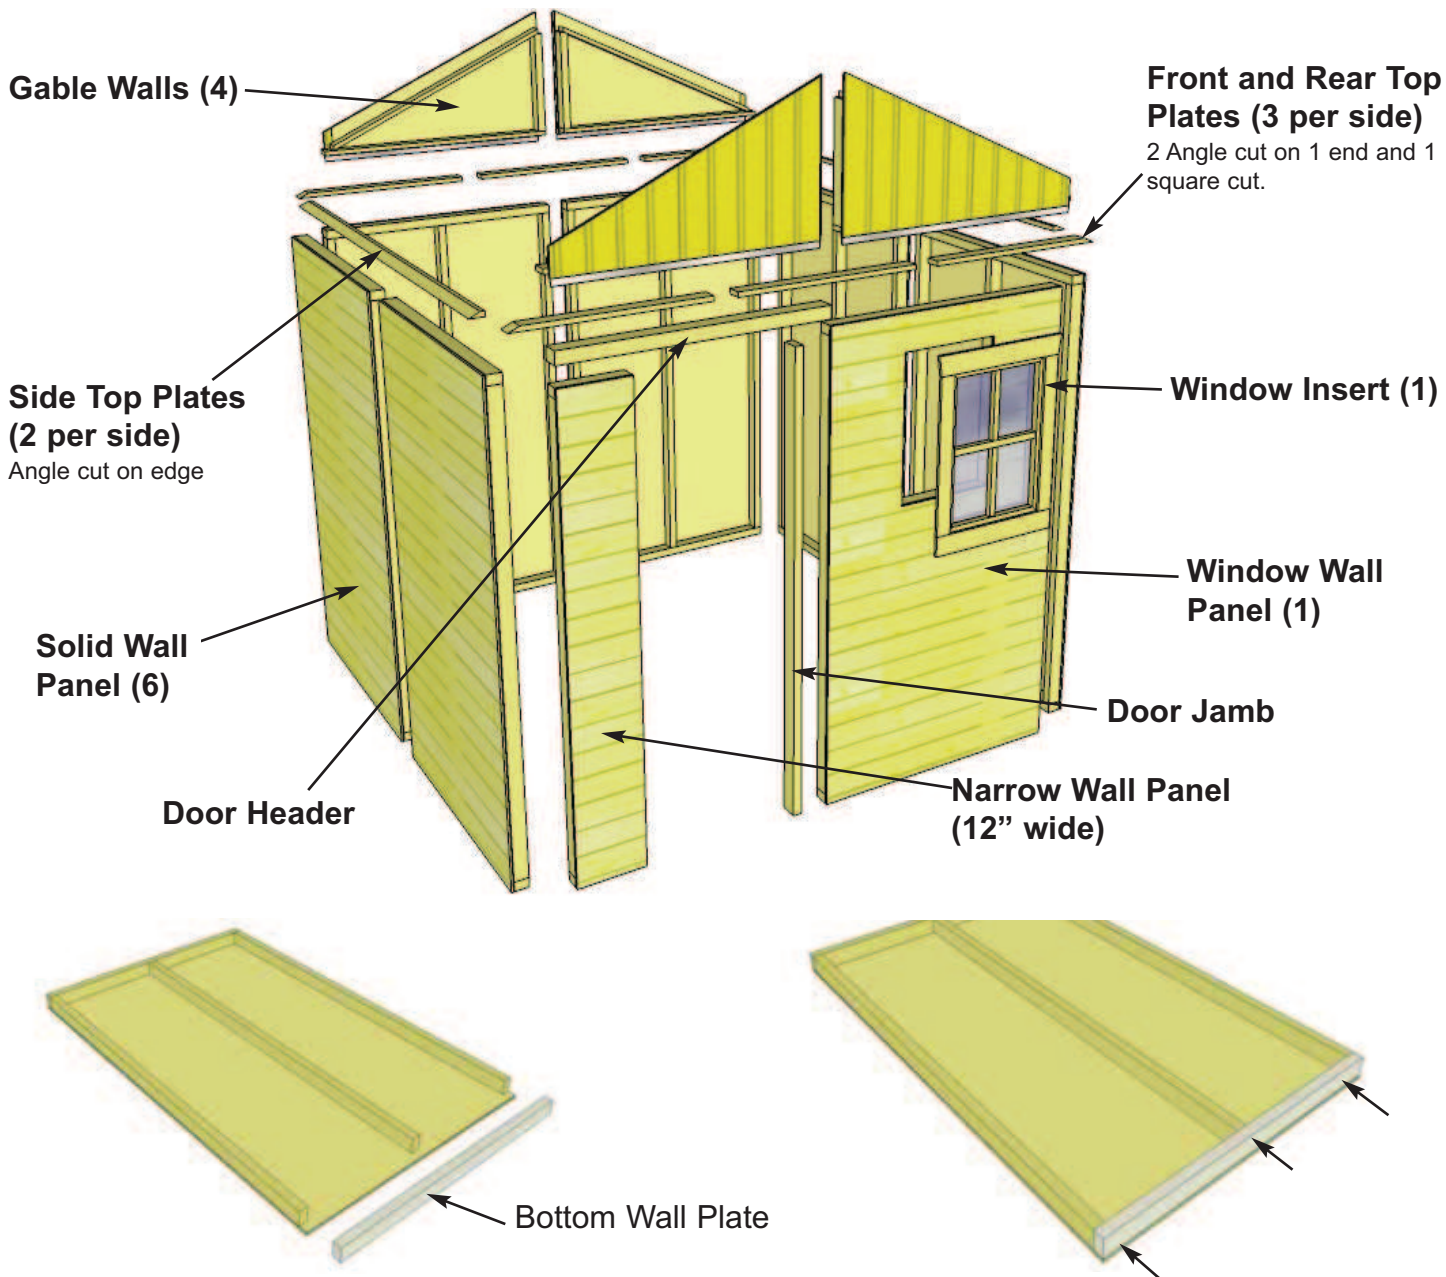 Gable Walls (4)
Front and Rear Top
Plates (3 per side)
2 Angle cut on 1 end and 1
square cut.
Side Top Plates
(2 per side)
Angle cut on edge
Window Insert (1)
Window Wall
Panel (1)
Solid Wall
Panel (6)
Door Jamb
Door Header
Narrow Wall Panel
(12” wide)
Bottom Wall Plate